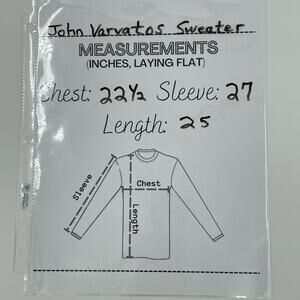 John Varvatos Sweater
MEASUREMENTS
(INCHES, LAYING FLAT)
Chest: 22½ Sleeve: 27
Length: 25
Sleeve
Chest
Length